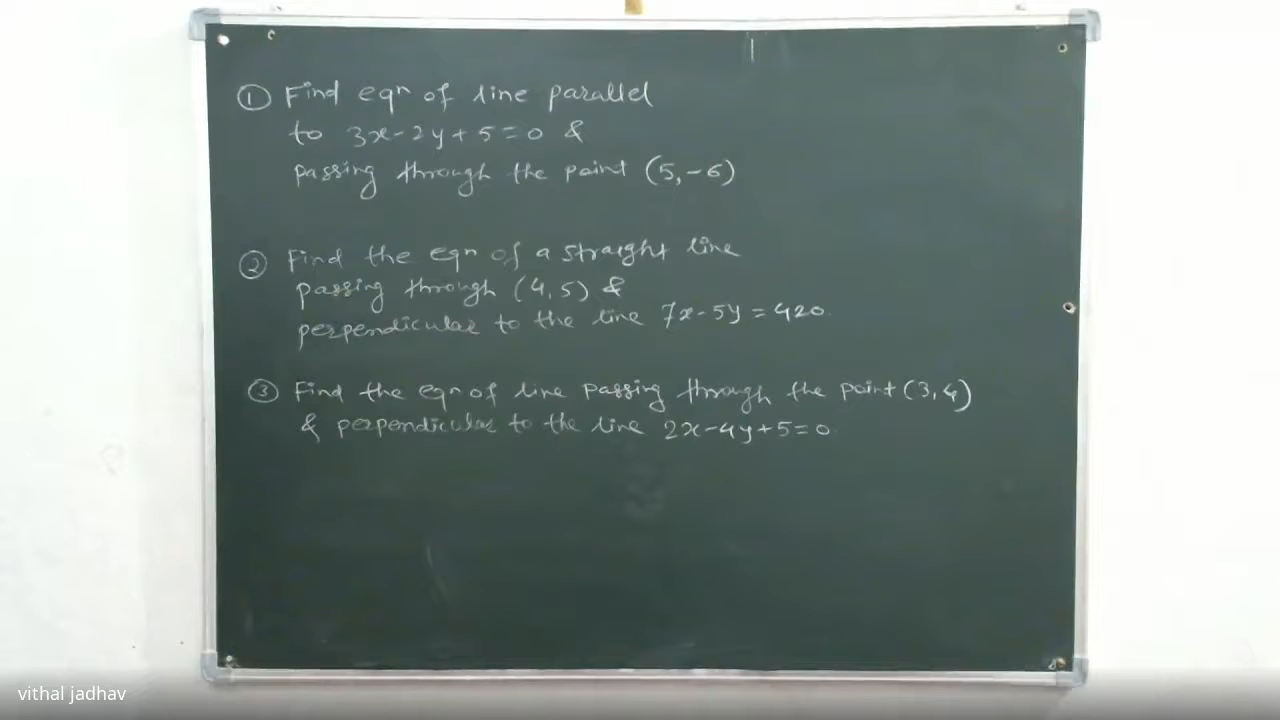 ① Find eqn of line parallel
to 3x-2y+5=0 &
passing through the point (5,-6)
② Find the eqn of a straight line
passing through (4,5) &
perpendicular to the line 7x-5y=420.
③ Find the eqn of line passing through the point (3,4)
& perpendicular to the line 2x-4y+5=0.
vithal jadhav